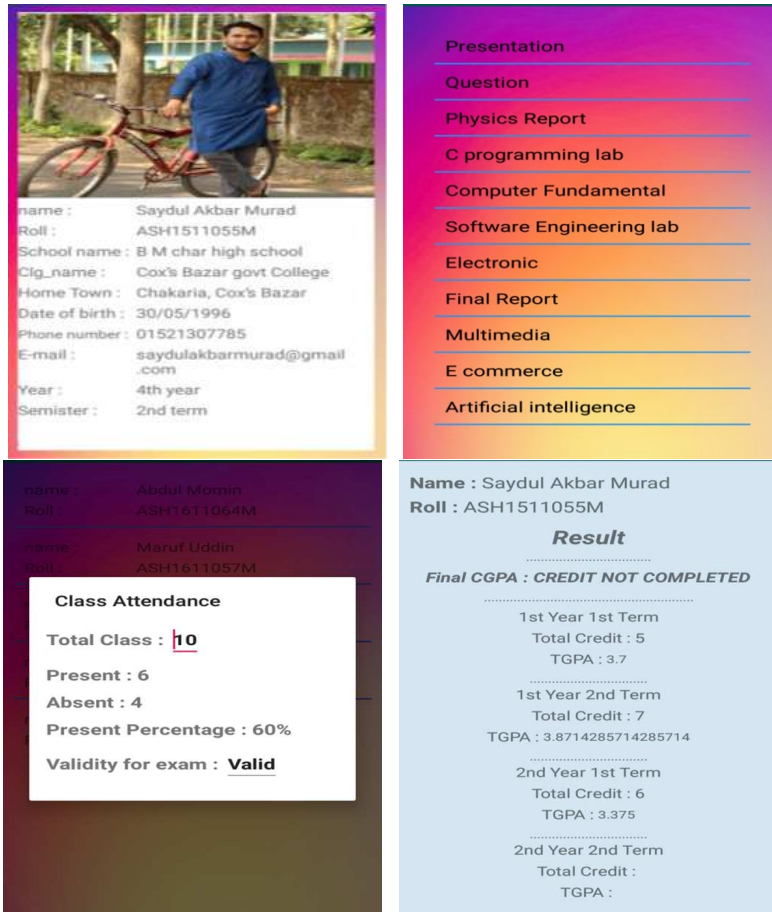 name : Saydul Akbar Murad
Roll : ASH1511055M
School name : B M char high school
Clg_name : Cox's Bazar govt College
Home Town : Chakaria, Cox's Bazar
Date of birth : 30/05/1996
Phone number : 01521307785
E-mail : saydulakbarmurad@gmail
.com
Year : 4th year
Semister : 2nd term
Presentation
Question
Physics Report
C programming lab
Computer Fundamental
Software Engineering lab
Electronic
Final Report
Multimedia
E commerce
Artificial intelligence
name : Abdul Momin
Roll : ASH1611064M
name : Maruf Uddin
Roll : ASH1611057M
Class Attendance
Total Class : 10
Present : 6
Absent : 4
Present Percentage : 60%
Validity for exam : Valid
Name : Saydul Akbar Murad
Roll : ASH1511055M
Result
Final CGPA : CREDIT NOT COMPLETED
1st Year 1st Term
Total Credit : 5
TGPA : 3.7
1st Year 2nd Term
Total Credit : 7
TGPA : 3.8714285714285714
2nd Year 1st Term
Total Credit : 6
TGPA : 3.375
2nd Year 2nd Term
Total Credit :
TGPA :